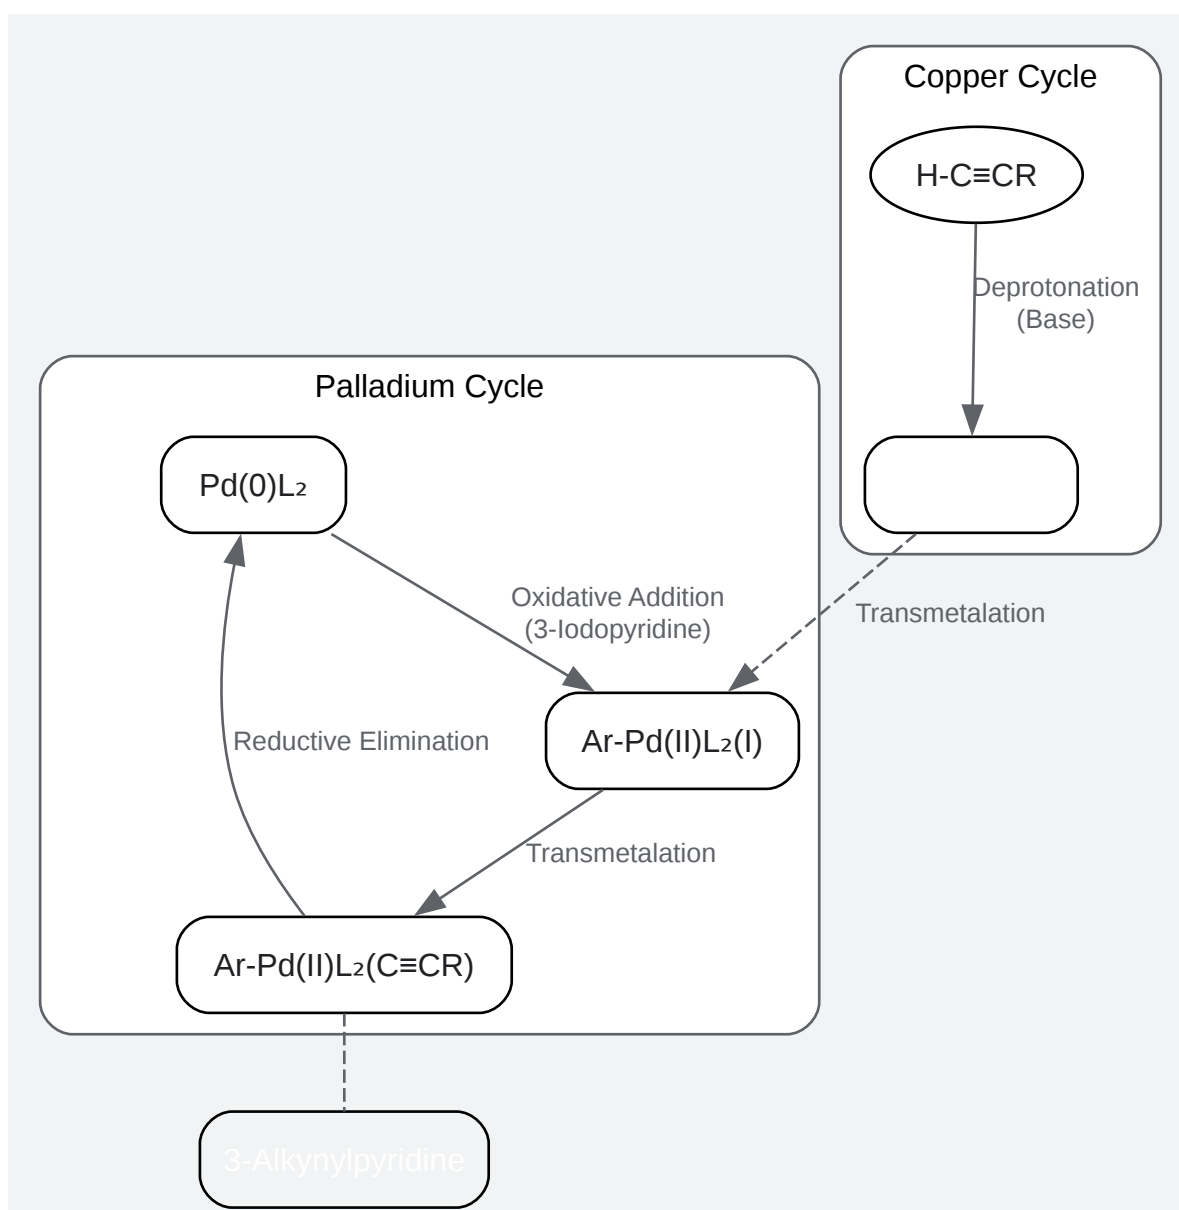 Copper Cycle
H-C≡CR
Deprotonation
(Base)
Palladium Cycle
Pd(0)L₂
Oxidative Addition
(3-Iodopyridine)
Transmetalation
Ar-Pd(II)L₂(I)
Reductive Elimination
Transmetalation
Ar-Pd(II)L₂(C≡CR)
3-Alkynylpyridine